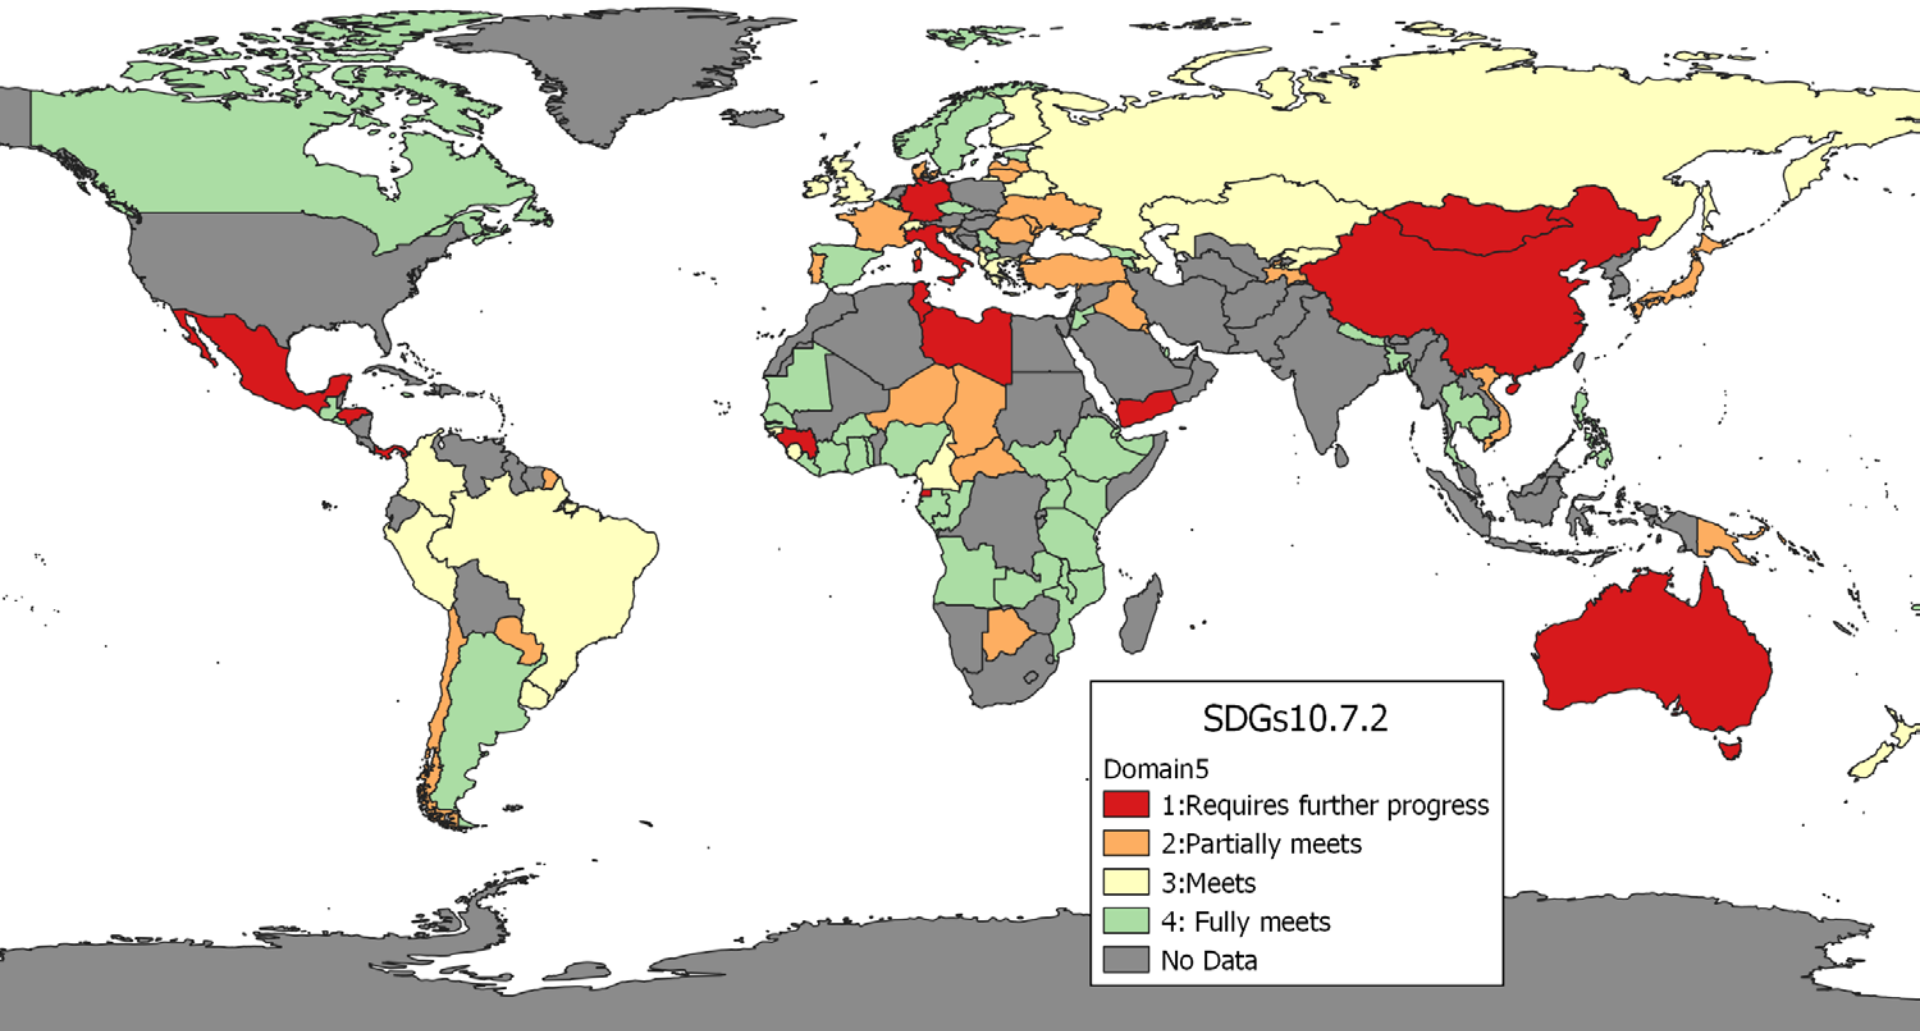 SDGs10.7.2
Domain5
1:Requires further progress
2:Partially meets
3:Meets
4: Fully meets
No Data